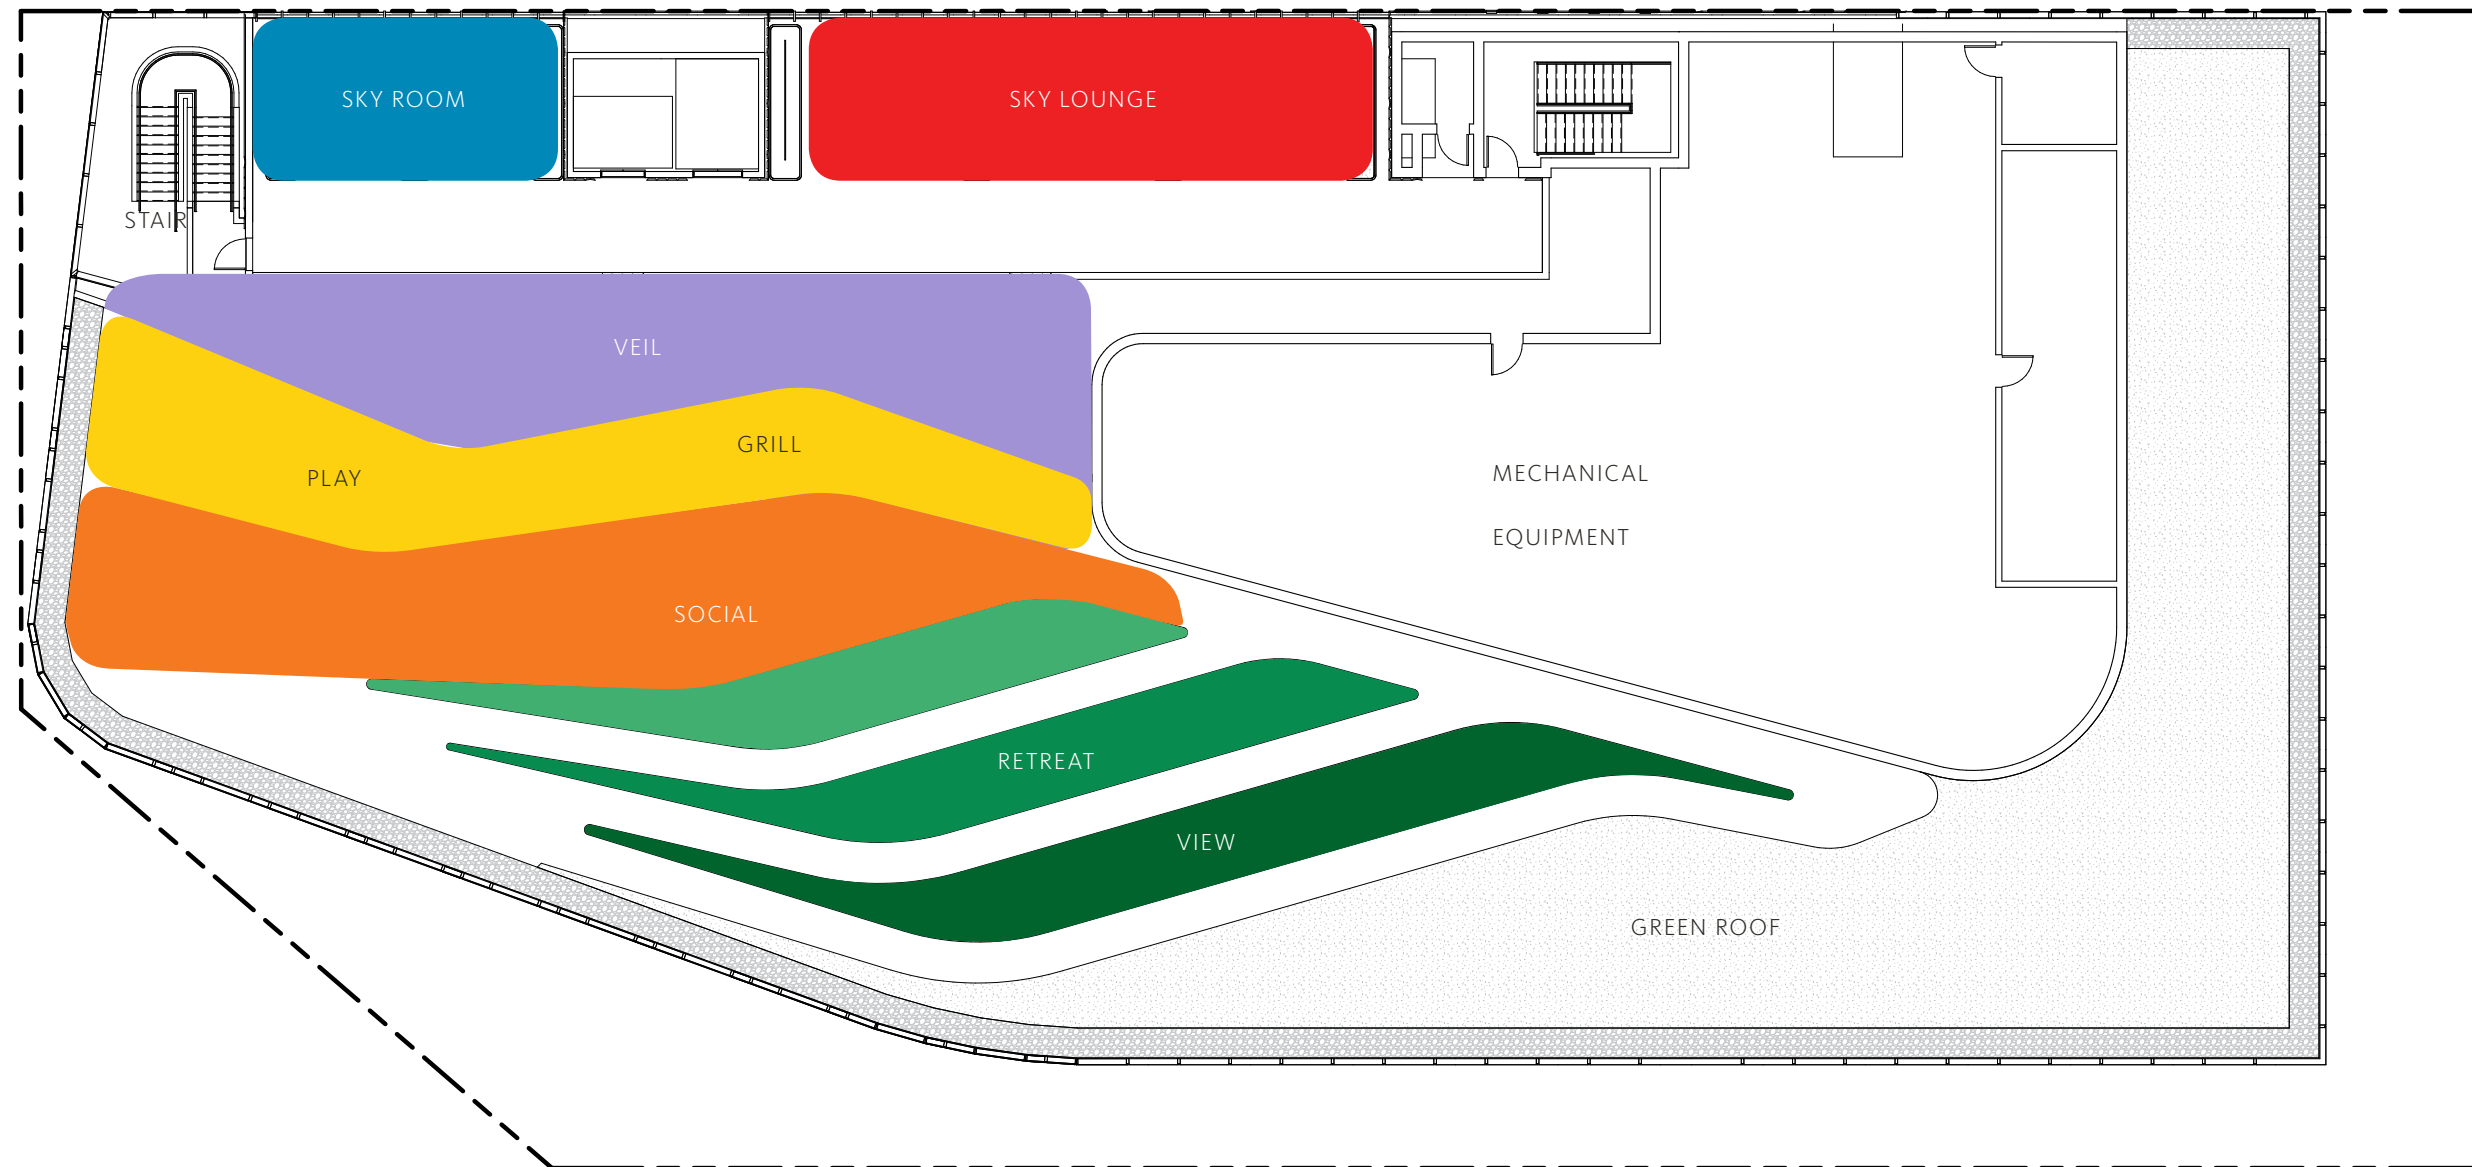 SKY ROOM
SKY LOUNGE
STAIR
VEIL
GRILL
PLAY
MECHANICAL
EQUIPMENT
SOCIAL
RETREAT
VIEW
GREEN ROOF